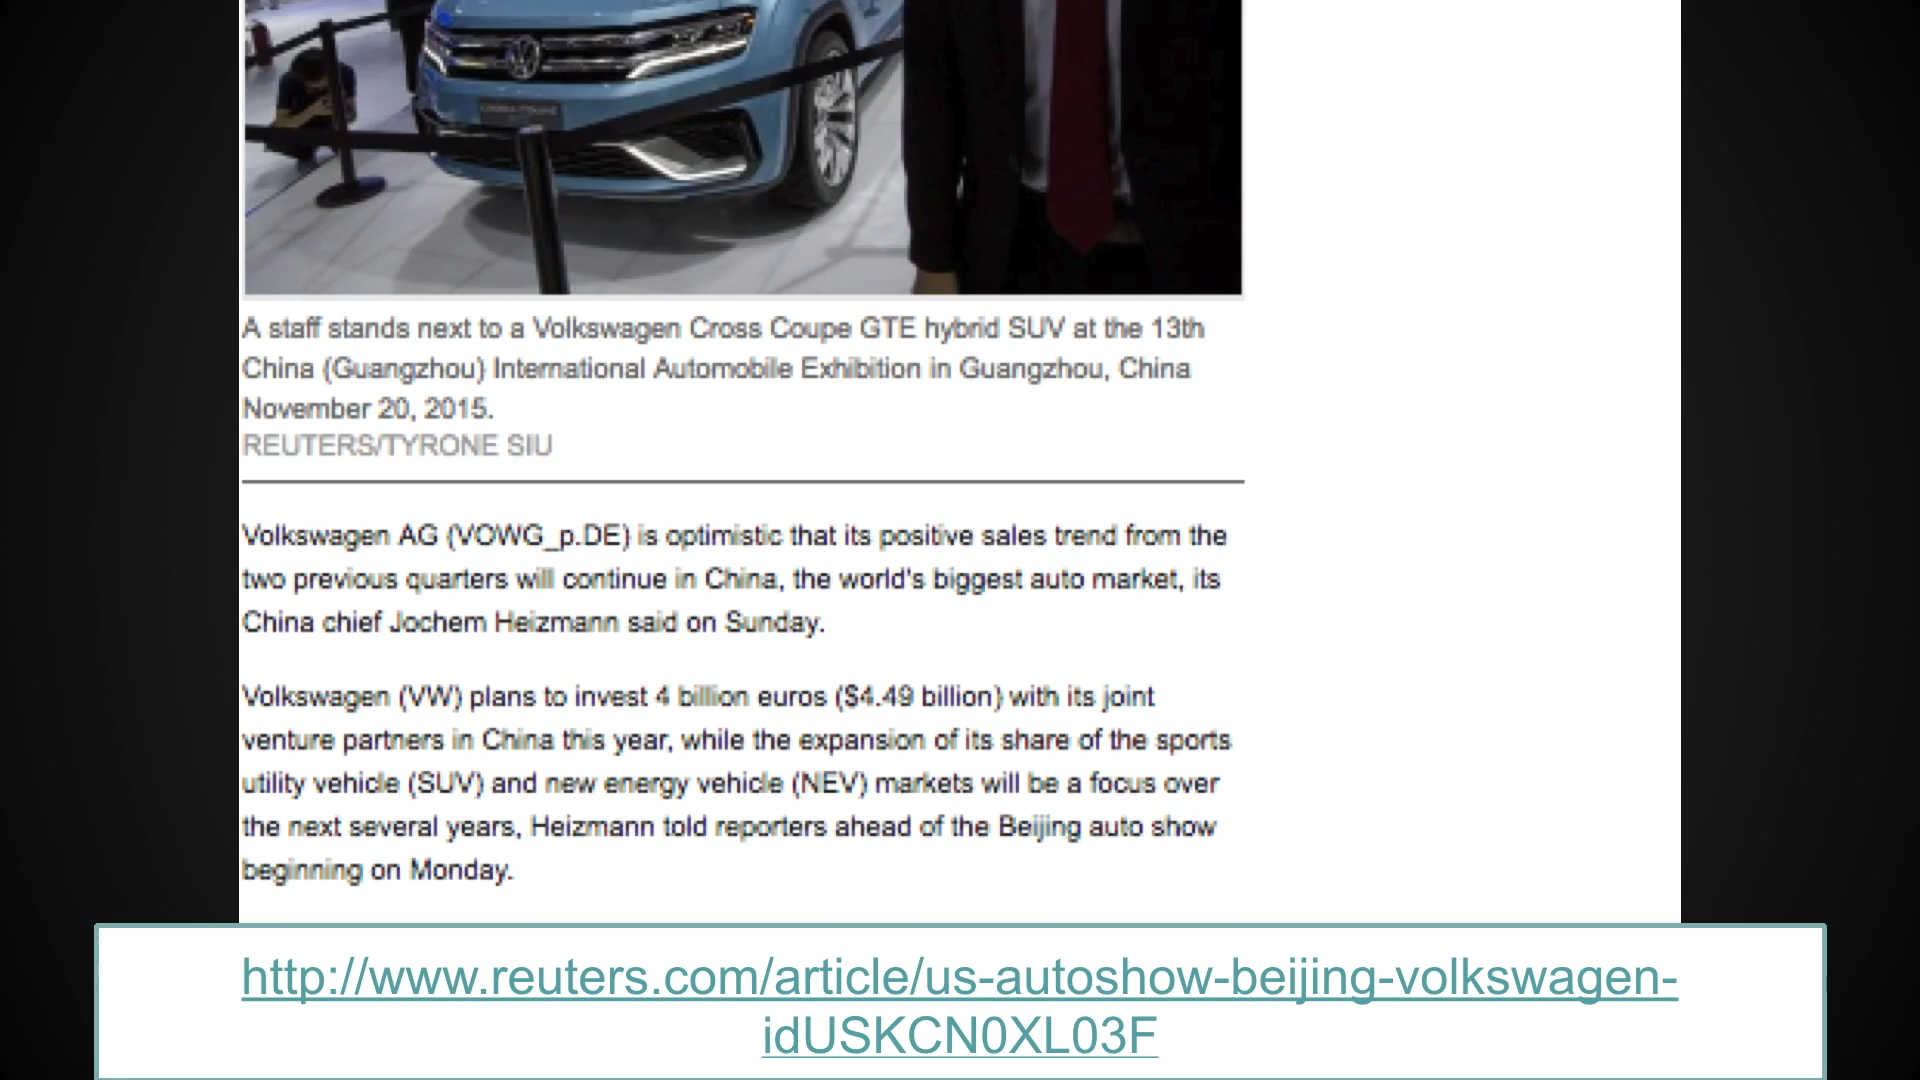 A staff stands next to a Volkswagen Cross Coupe GTE hybrid SUV at the 13th
China (Guangzhou) International Automobile Exhibition in Guangzhou, China
November 20, 2015.
REUTERS/TYRONE SIU
Volkswagen AG (VOWG_p.DE) is optimistic that its positive sales trend from the
two previous quarters will continue in China, the world's biggest auto market, its
China chief Jochem Heizmann said on Sunday.
Volkswagen (VW) plans to invest 4 billion euros ($4.49 billion) with its joint
venture partners in China this year, while the expansion of its share of the sports
utility vehicle (SUV) and new energy vehicle (NEV) markets will be a focus over
the next several years, Heizmann told reporters ahead of the Beijing auto show
beginning on Monday.
http://www.reuters.com/article/us-autoshow-beijing-volkswagen-
idUSKCN0XL03F